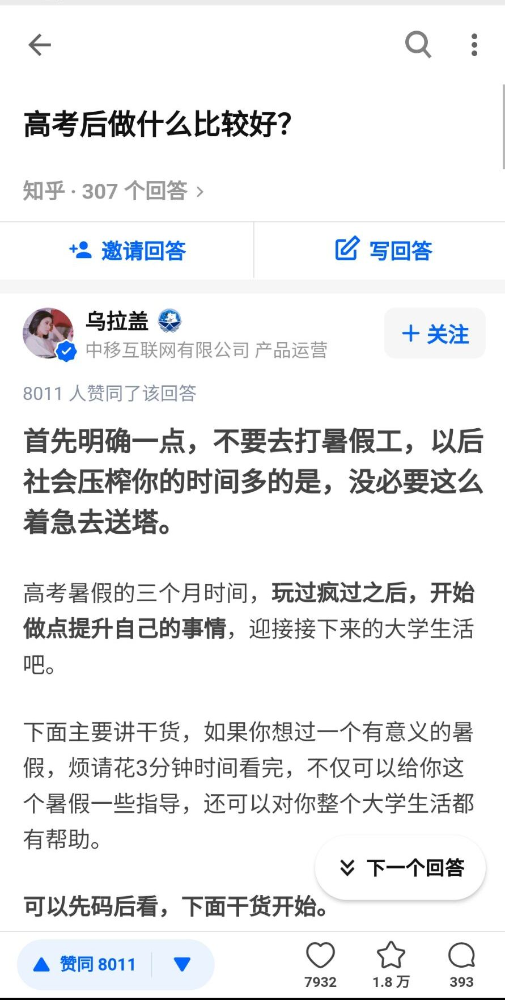 高考后做什么比较好？
知乎 · 307 个回答 >
邀请回答
写回答
乌拉盖
中移互联网有限公司 产品运营
+ 关注
8011 人赞同了该回答
首先明确一点，不要去打暑假工，以后
社会压榨你的时间多的是，没必要这么
着急去送塔。
高考暑假的三个月时间，玩过疯过之后，开始
做点提升自己的事情，迎接接下来的大学生活
吧。
下面主要讲干货，如果你想过一个有意义的暑
假，烦请花3分钟时间看完，不仅可以给你这
个暑假一些指导，还可以对你整个大学生活都
有帮助。
下一个回答
可以先码后看，下面干货开始。
赞同 8011
7932
1.8 万
393